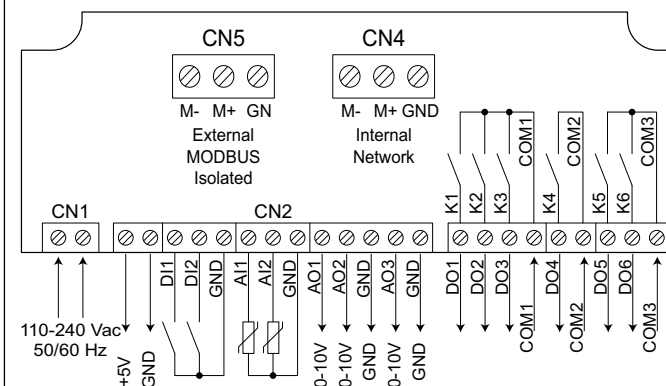 CN5 CN4
M- M+ GN M- M+ GND
External MODBUS Isolated
Internal Network
K1 K2 K3 COM1 K4 COM2 K5 K6 COM3
CN1 CN2
DI1 DI2 GND AI1 AI2 GND AO1 AO2 GND AO3 GND DO1 DO2 DO3 DO4 DO5 DO6
110-240 Vac
50/60 Hz
+5V GND 0-10V 0-10V GND 0-10V GND COM1 COM2 COM3